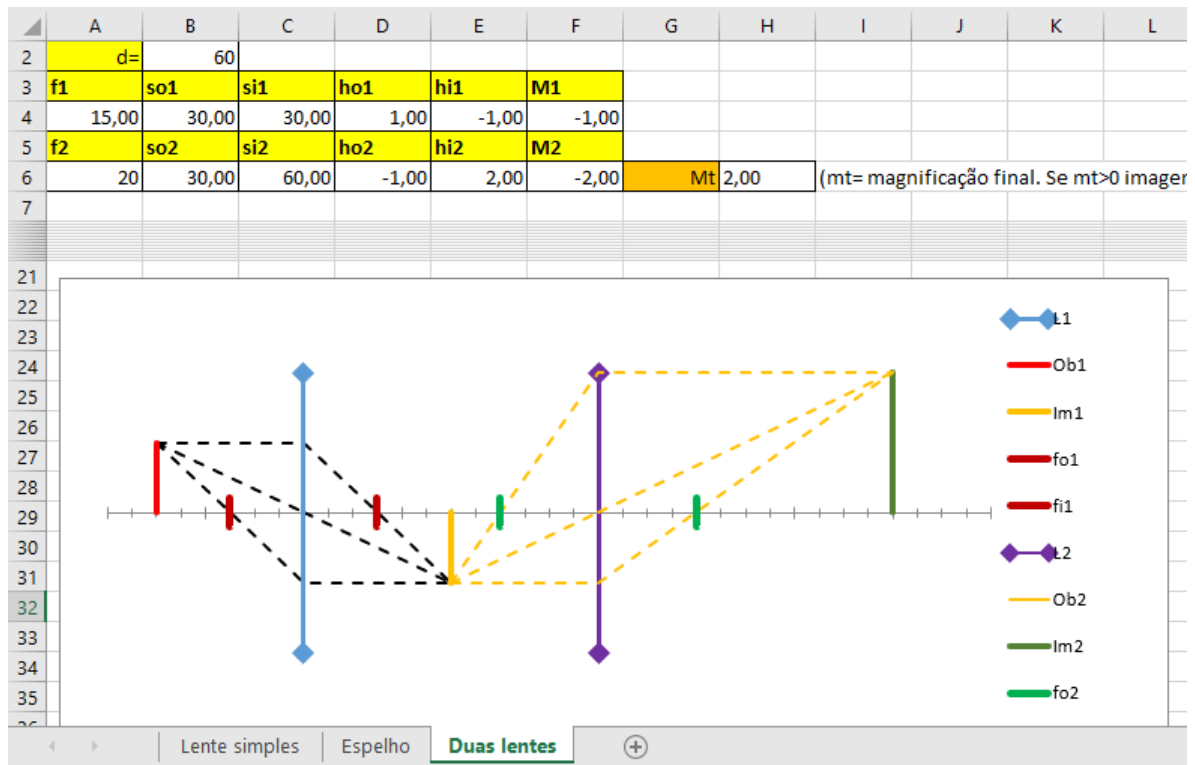 A B C D E F G H I J K L
2 d= 60
3 f1 so1 si1 ho1 hi1 M1
4 15,00 30,00 30,00 1,00 -1,00 -1,00
5 f2 so2 si2 ho2 hi2 M2
6 20 30,00 60,00 -1,00 2,00 -2,00 Mt 2,00 (mt= magnificação final. Se mt>0 imager
7
21
22
23
24
25
26
27
28
29
30
31
32
33
34
35
L1
Ob1
Im1
fo1
fi1
L2
Ob2
Im2
fo2
Lente simples Espelho Duas lentes